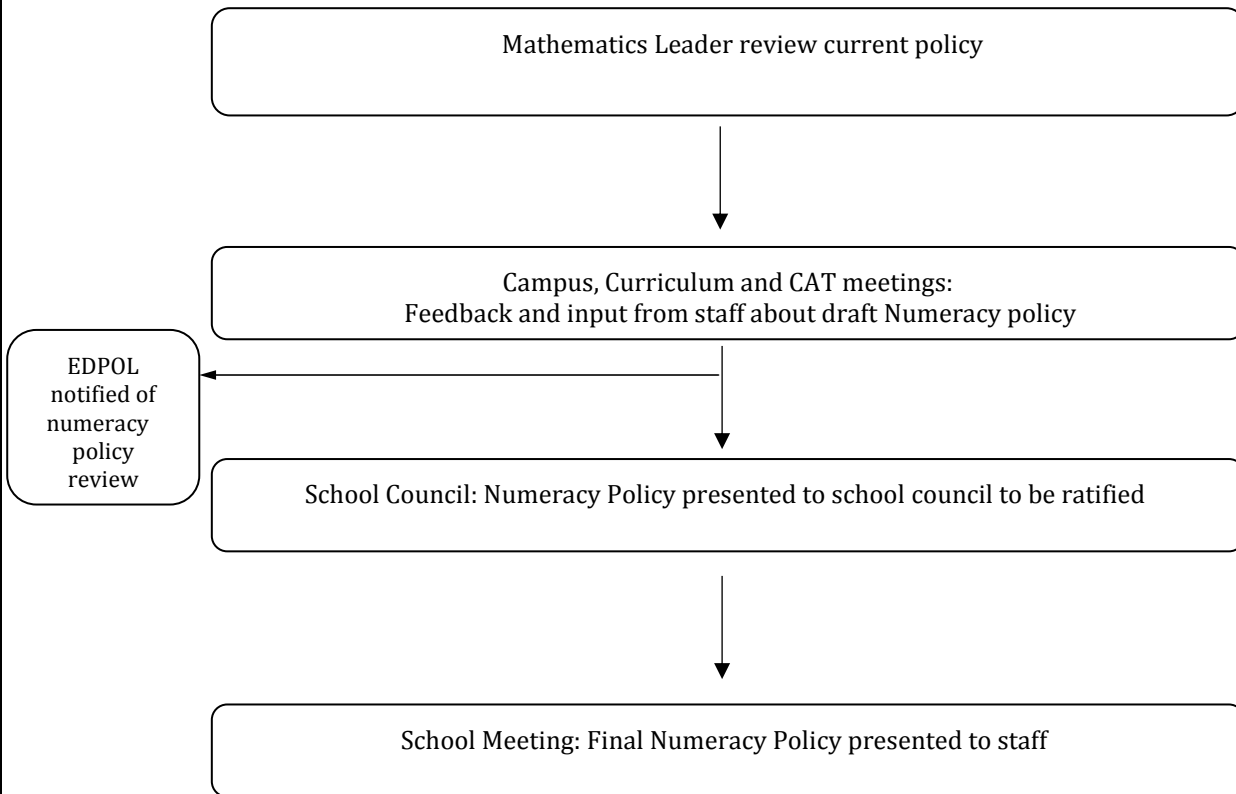 Mathematics Leader review current policy
Campus, Curriculum and CAT meetings:
Feedback and input from staff about draft Numeracy policy
EDPOL
notified of
numeracy
policy
review
School Council: Numeracy Policy presented to school council to be ratified
School Meeting: Final Numeracy Policy presented to staff